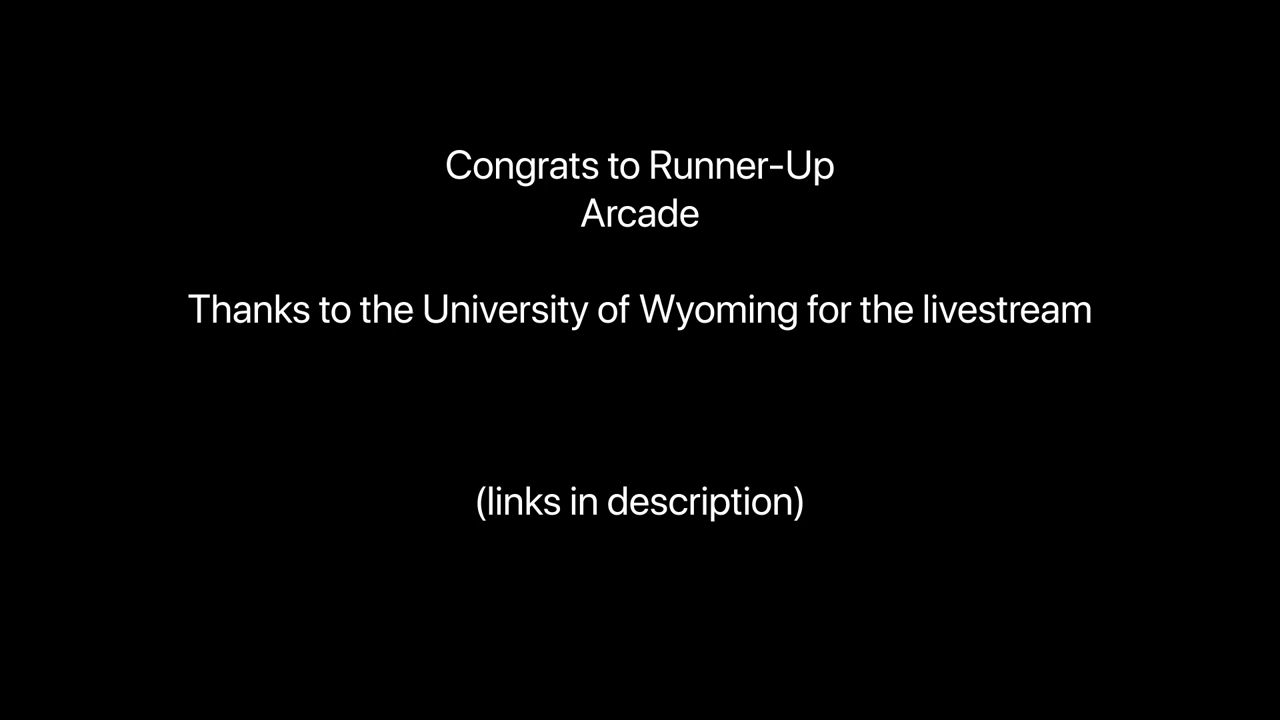 Congrats to Runner-Up
Arcade
Thanks to the University of Wyoming for the livestream
(links in description)